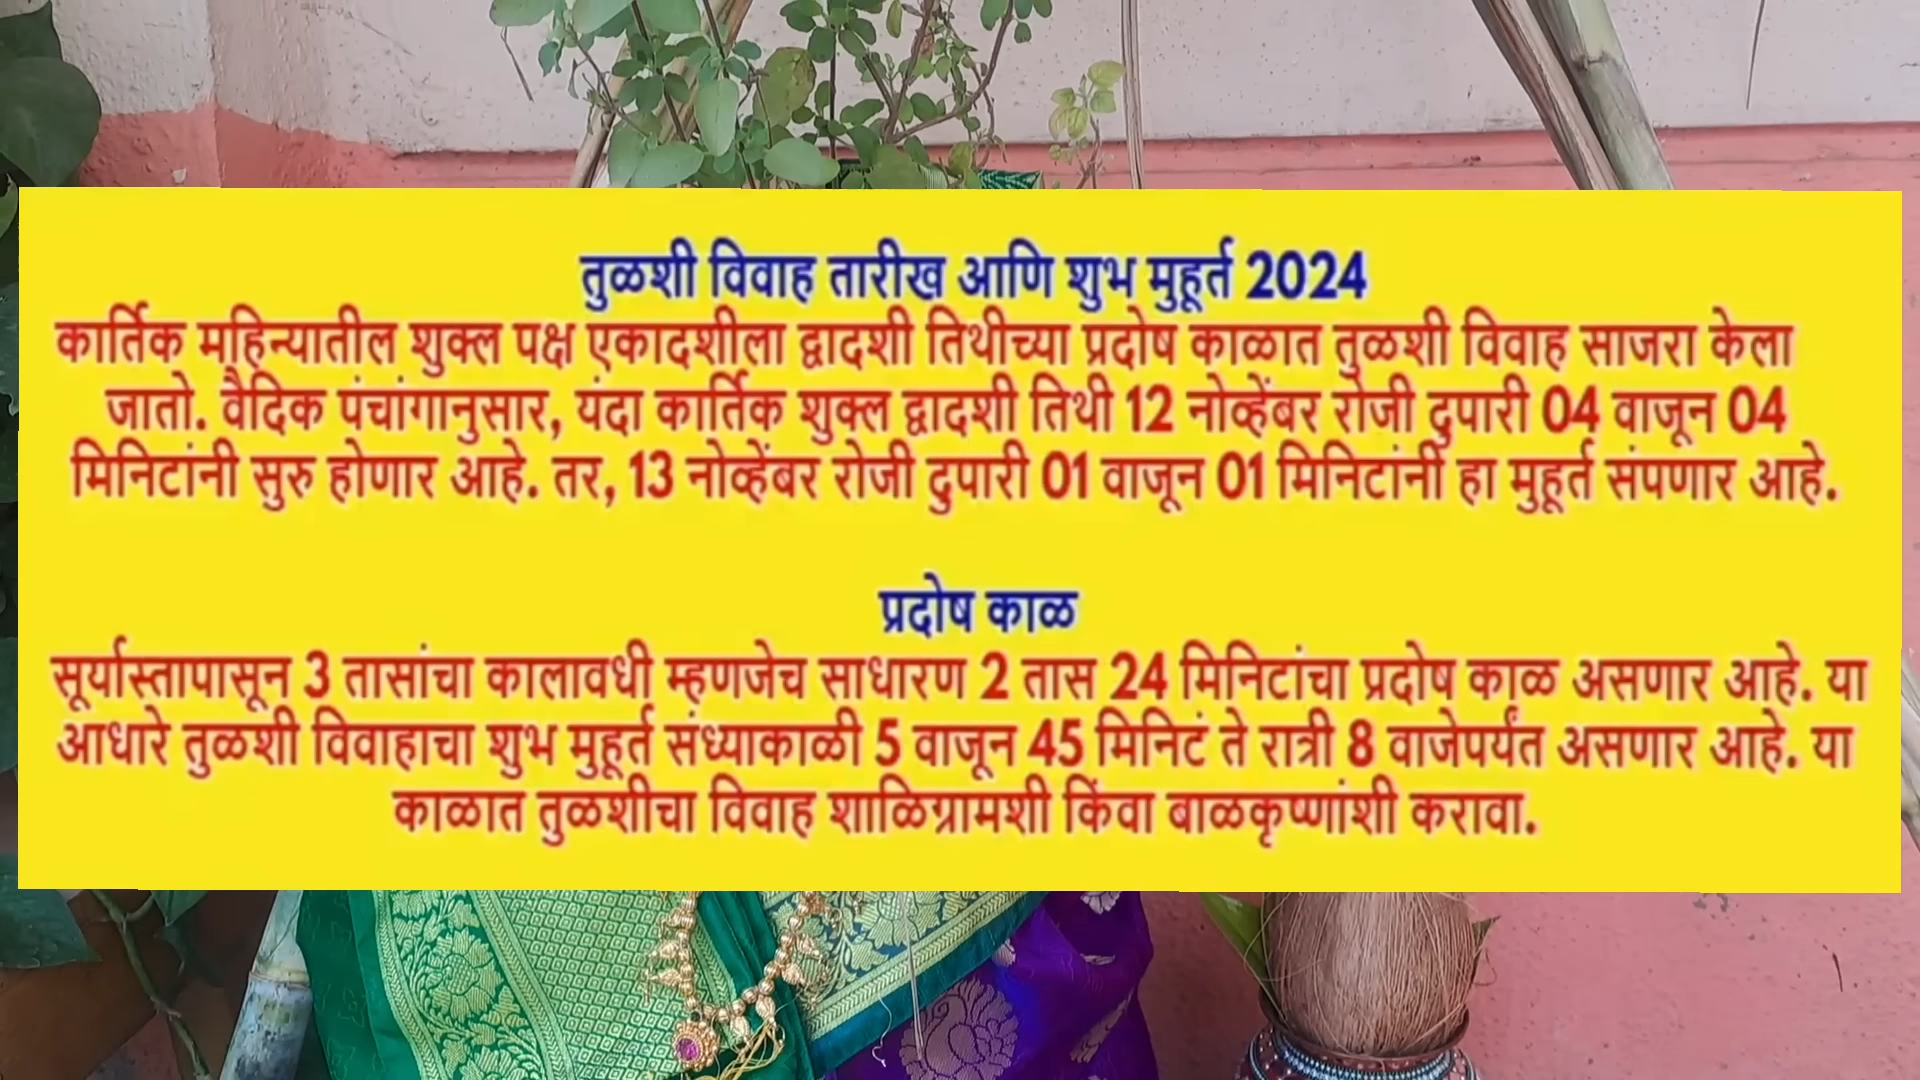 तुळशी विवाह तारीख आणि शुभ मुहूर्त 2024
कार्तिक महिन्यातील शुक्ल पक्ष एकादशीला द्वादशी तिथीच्या प्रदोष काळात तुळशी विवाह साजरा केला
जातो. वैदिक पंचांगानुसार, यंदा कार्तिक शुक्ल द्वादशी तिथी 12 नोव्हेंबर रोजी दुपारी 04 वाजून 04
मिनिटांनी सुरु होणार आहे. तर, 13 नोव्हेंबर रोजी दुपारी 01 वाजून 01 मिनिटांनी हा मुहूर्त संपणार आहे.
प्रदोष काळ
सूर्यास्तापासून 3 तासांचा कालावधी म्हणजेच साधारण 2 तास 24 मिनिटांचा प्रदोष काळ असणार आहे. या
आधारे तुळशी विवाहाचा शुभ मुहूर्त संध्याकाळी 5 वाजून 45 मिनिटं ते रात्री 8 वाजेपर्यंत असणार आहे. या
काळात तुळशीचा विवाह शाळिग्रामशी किंवा बाळकृष्णांशी करावा.